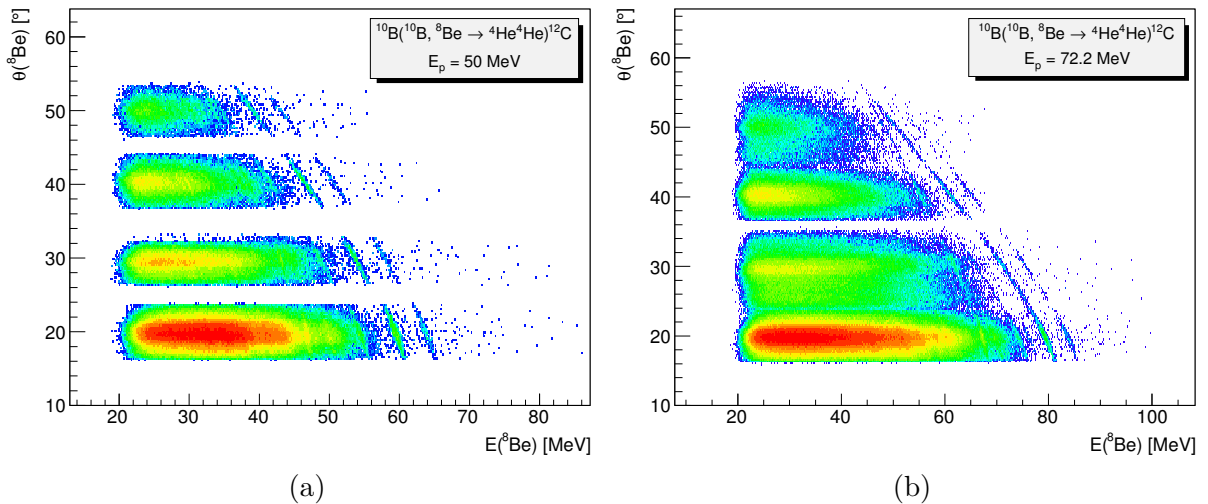 θ(⁸Be) [°]
60
50
40
30
20
10
20 30 40 50 60 70 80
E(⁸Be) [MeV]
¹⁰B(¹⁰B, ⁸Be → ⁴He⁴He)¹²C
Eₚ = 50 MeV
(a)
θ(⁸Be) [°]
60
50
40
30
20
10
20 40 60 80 100
E(⁸Be) [MeV]
¹⁰B(¹⁰B, ⁸Be → ⁴He⁴He)¹²C
Eₚ = 72.2 MeV
(b)